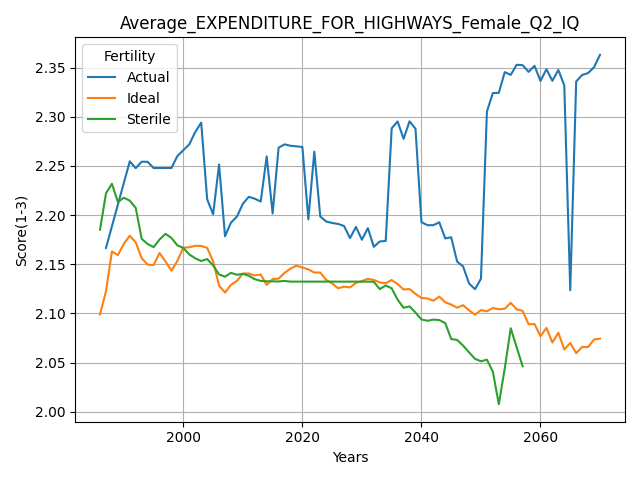 Average_EXPENDITURE_FOR_HIGHWAYS_Female_Q2_IQ
Fertility
Actual
Ideal
Sterile
Score(1-3)
2.35
2.30
2.25
2.20
2.15
2.10
2.05
2.00
2000 2020 2040 2060
Years